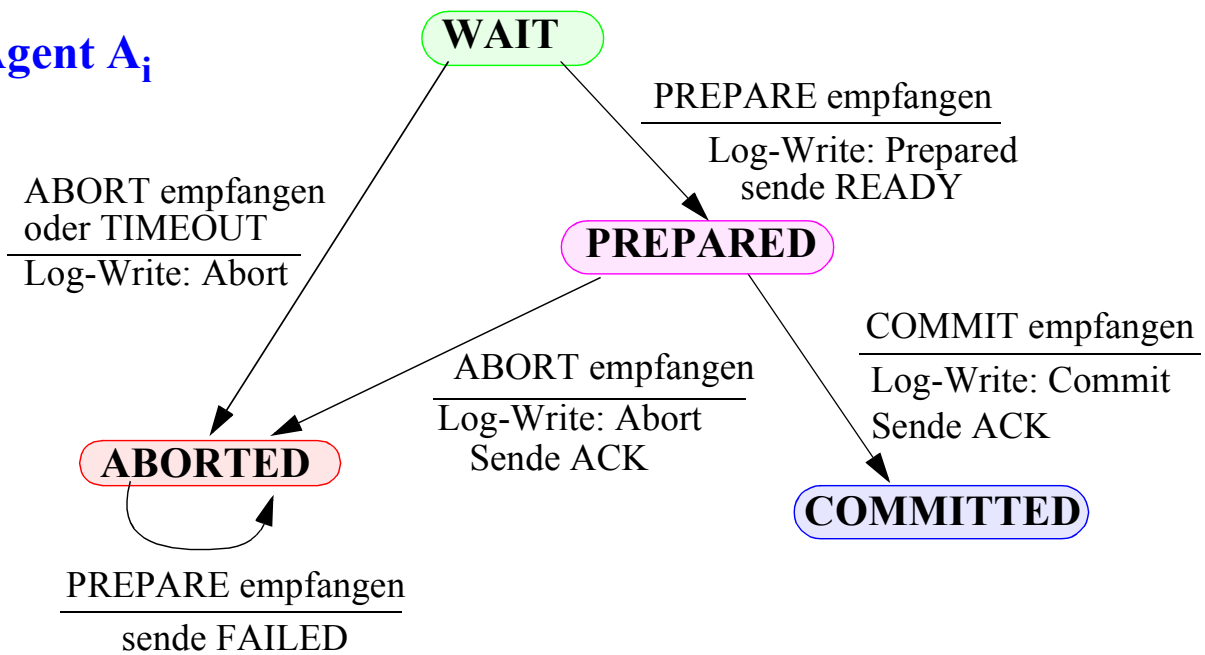 WAIT
Agent Ai
PREPARE empfangen
Log-Write: Prepared
sende READY
ABORT empfangen
oder TIMEOUT
Log-Write: Abort
PREPARED
COMMIT empfangen
Log-Write: Commit
Sende ACK
ABORT empfangen
Log-Write: Abort
Sende ACK
ABORTED
COMMITTED
PREPARE empfangen
sende FAILED